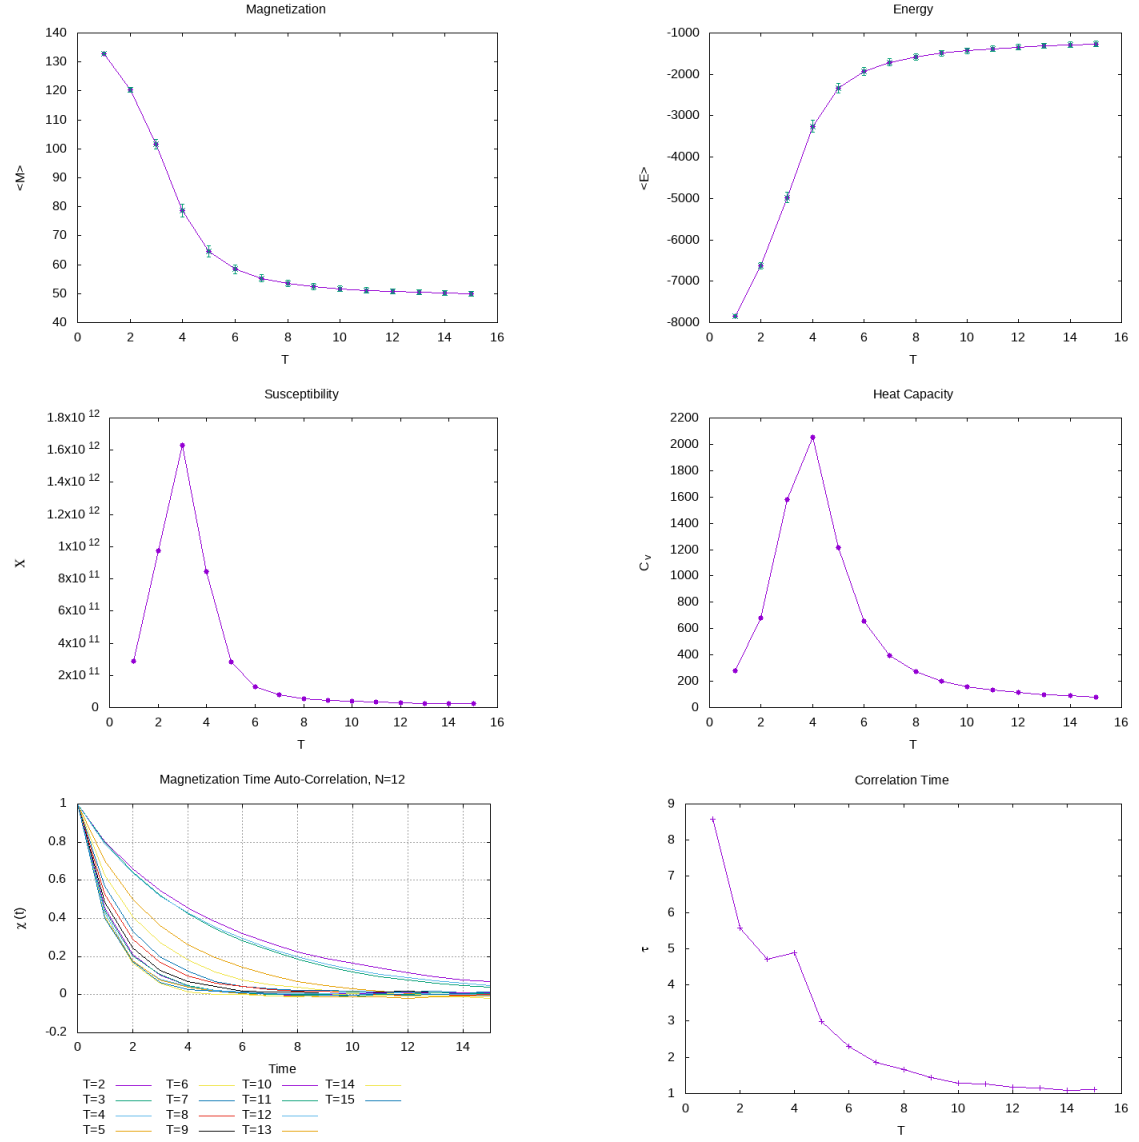 Magnetization
140
130
120
110
100
90
80
70
60
50
40
<M>
0 2 4 6 8 10 12 14 16
T
Energy
-1000
-2000
-3000
-4000
-5000
-6000
-7000
-8000
<E>
0 2 4 6 8 10 12 14 16
T
Susceptibility
1.8x10 12
1.6x10 12
1.4x10 12
1.2x10 12
1x10 12
8x10 11
6x10 11
4x10 11
2x10 11
0
X
0 2 4 6 8 10 12 14 16
T
Heat Capacity
2200
2000
1800
1600
1400
1200
1000
800
600
400
200
0
C v
0 2 4 6 8 10 12 14 16
T
Magnetization Time Auto-Correlation, N=12
1
0.8
0.6
0.4
0.2
0
-0.2
χ (t)
0 2 4 6 8 10 12 14
Time
T=2 T=6 T=10 T=14
T=3 T=7 T=11 T=15
T=4 T=8 T=12
T=5 T=9 T=13
Correlation Time
9
8
7
6
5
4
3
2
1
τ
0 2 4 6 8 10 12 14 16
T